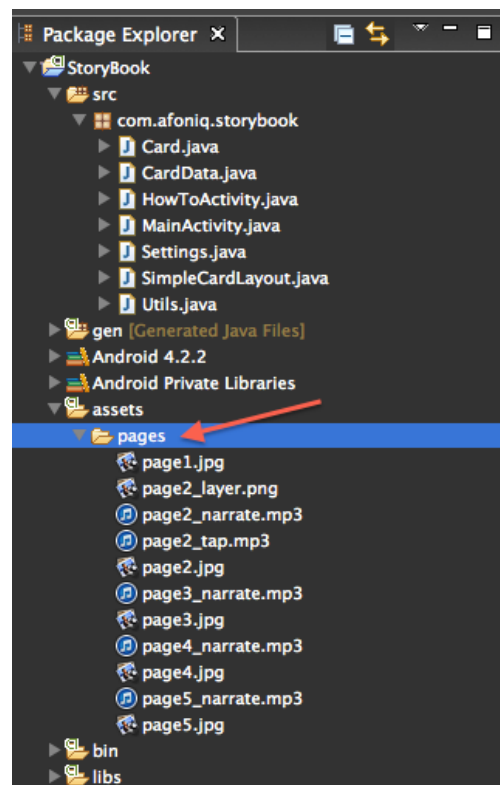 Package Explorer
StoryBook
src
com.afoniq.storybook
Card.java
CardData.java
HowToActivity.java
MainActivity.java
Settings.java
SimpleCardLayout.java
Utils.java
gen [Generated Java Files]
Android 4.2.2
Android Private Libraries
assets
pages
page1.jpg
page2_layer.png
page2_narrate.mp3
page2_tap.mp3
page2.jpg
page3_narrate.mp3
page3.jpg
page4_narrate.mp3
page4.jpg
page5_narrate.mp3
page5.jpg
bin
libs